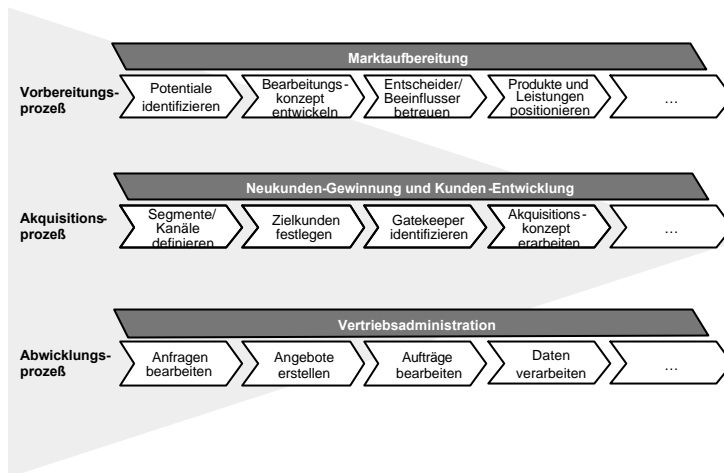 Marktaufbereitung
Vorbereitungs-
prozeß
Potentiale
identifizieren
Bearbeitungs-
konzept
entwickeln
Entscheider/
Beeinflusser
betreuen
Produkte und
Leistungen
positionieren
...
Neukunden-Gewinnung und Kunden-Entwicklung
Akquisitions-
prozeß
Segmente/
Kanäle
definieren
Zielkunden
festlegen
Gatekeeper
identifizieren
Akquisitions-
konzept
erarbeiten
...
Vertriebsadministration
Abwicklungs-
prozeß
Anfragen
bearbeiten
Angebote
erstellen
Aufträge
bearbeiten
Daten
verarbeiten
...